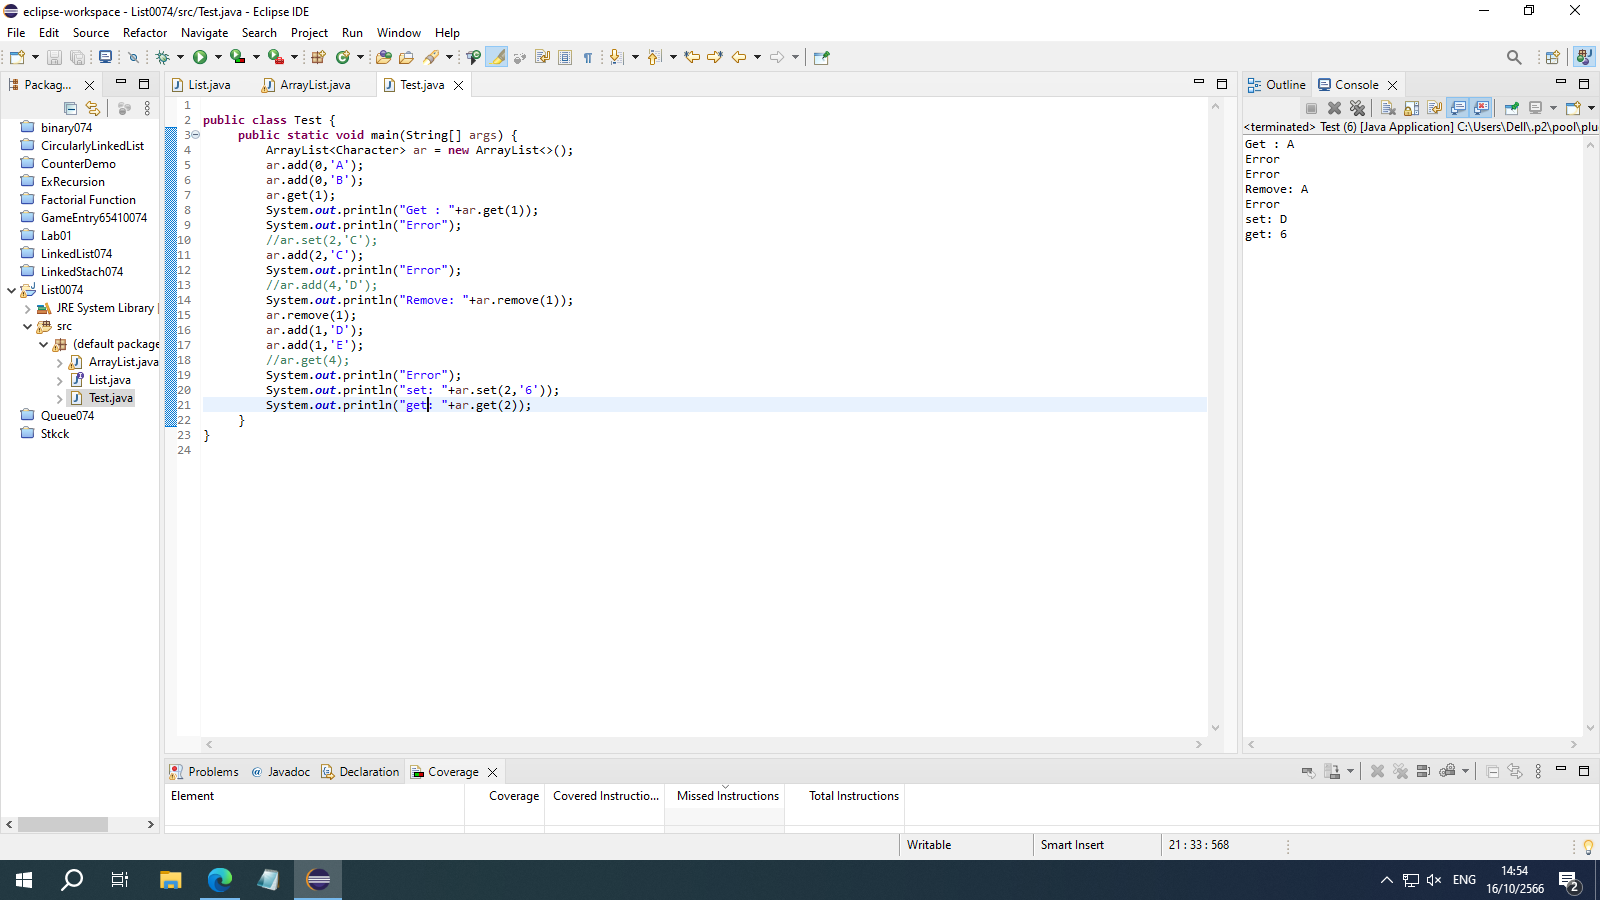 eclipse-workspace - List0074/src/Test.java - Eclipse IDE
File Edit Source Refactor Navigate Search Project Run Window Help
Packag...
binary074
CircularlyLinkedList
CounterDemo
ExRecursion
Factorial Function
GameEntry65410074
Lab01
LinkedList074
LinkedStach074
List0074
JRE System Library
src
(default package
ArrayList.java
List.java
Test.java
Queue074
Stkck
List.java ArrayList.java Test.java
1
2 public class Test {
3 public static void main(String[] args) {
4 ArrayList<Character> ar = new ArrayList<>();
5 ar.add(0,'A');
6 ar.add(0,'B');
7 ar.get(1);
8 System.out.println("Get : "+ar.get(1));
9 System.out.println("Error");
10 //ar.set(2,'C');
11 ar.add(2,'C');
12 System.out.println("Error");
13 //ar.add(4,'D');
14 System.out.println("Remove: "+ar.remove(1));
15 ar.remove(1);
16 ar.add(1,'D');
17 ar.add(1,'E');
18 //ar.get(4);
19 System.out.println("Error");
20 System.out.println("set: "+ar.set(2,'6'));
21 System.out.println("get: "+ar.get(2));
22 }
23 }
24
Outline Console
<terminated> Test (6) [Java Application] C:\Users\Dell\.p2\pool\plu
Get : A
Error
Error
Remove: A
Error
set: D
get: 6
Problems @ Javadoc Declaration Coverage
Element Coverage Covered Instructio... Missed Instructions Total Instructions
Writable Smart Insert 21 : 33 : 568
ENG
14:54
16/10/2566
2